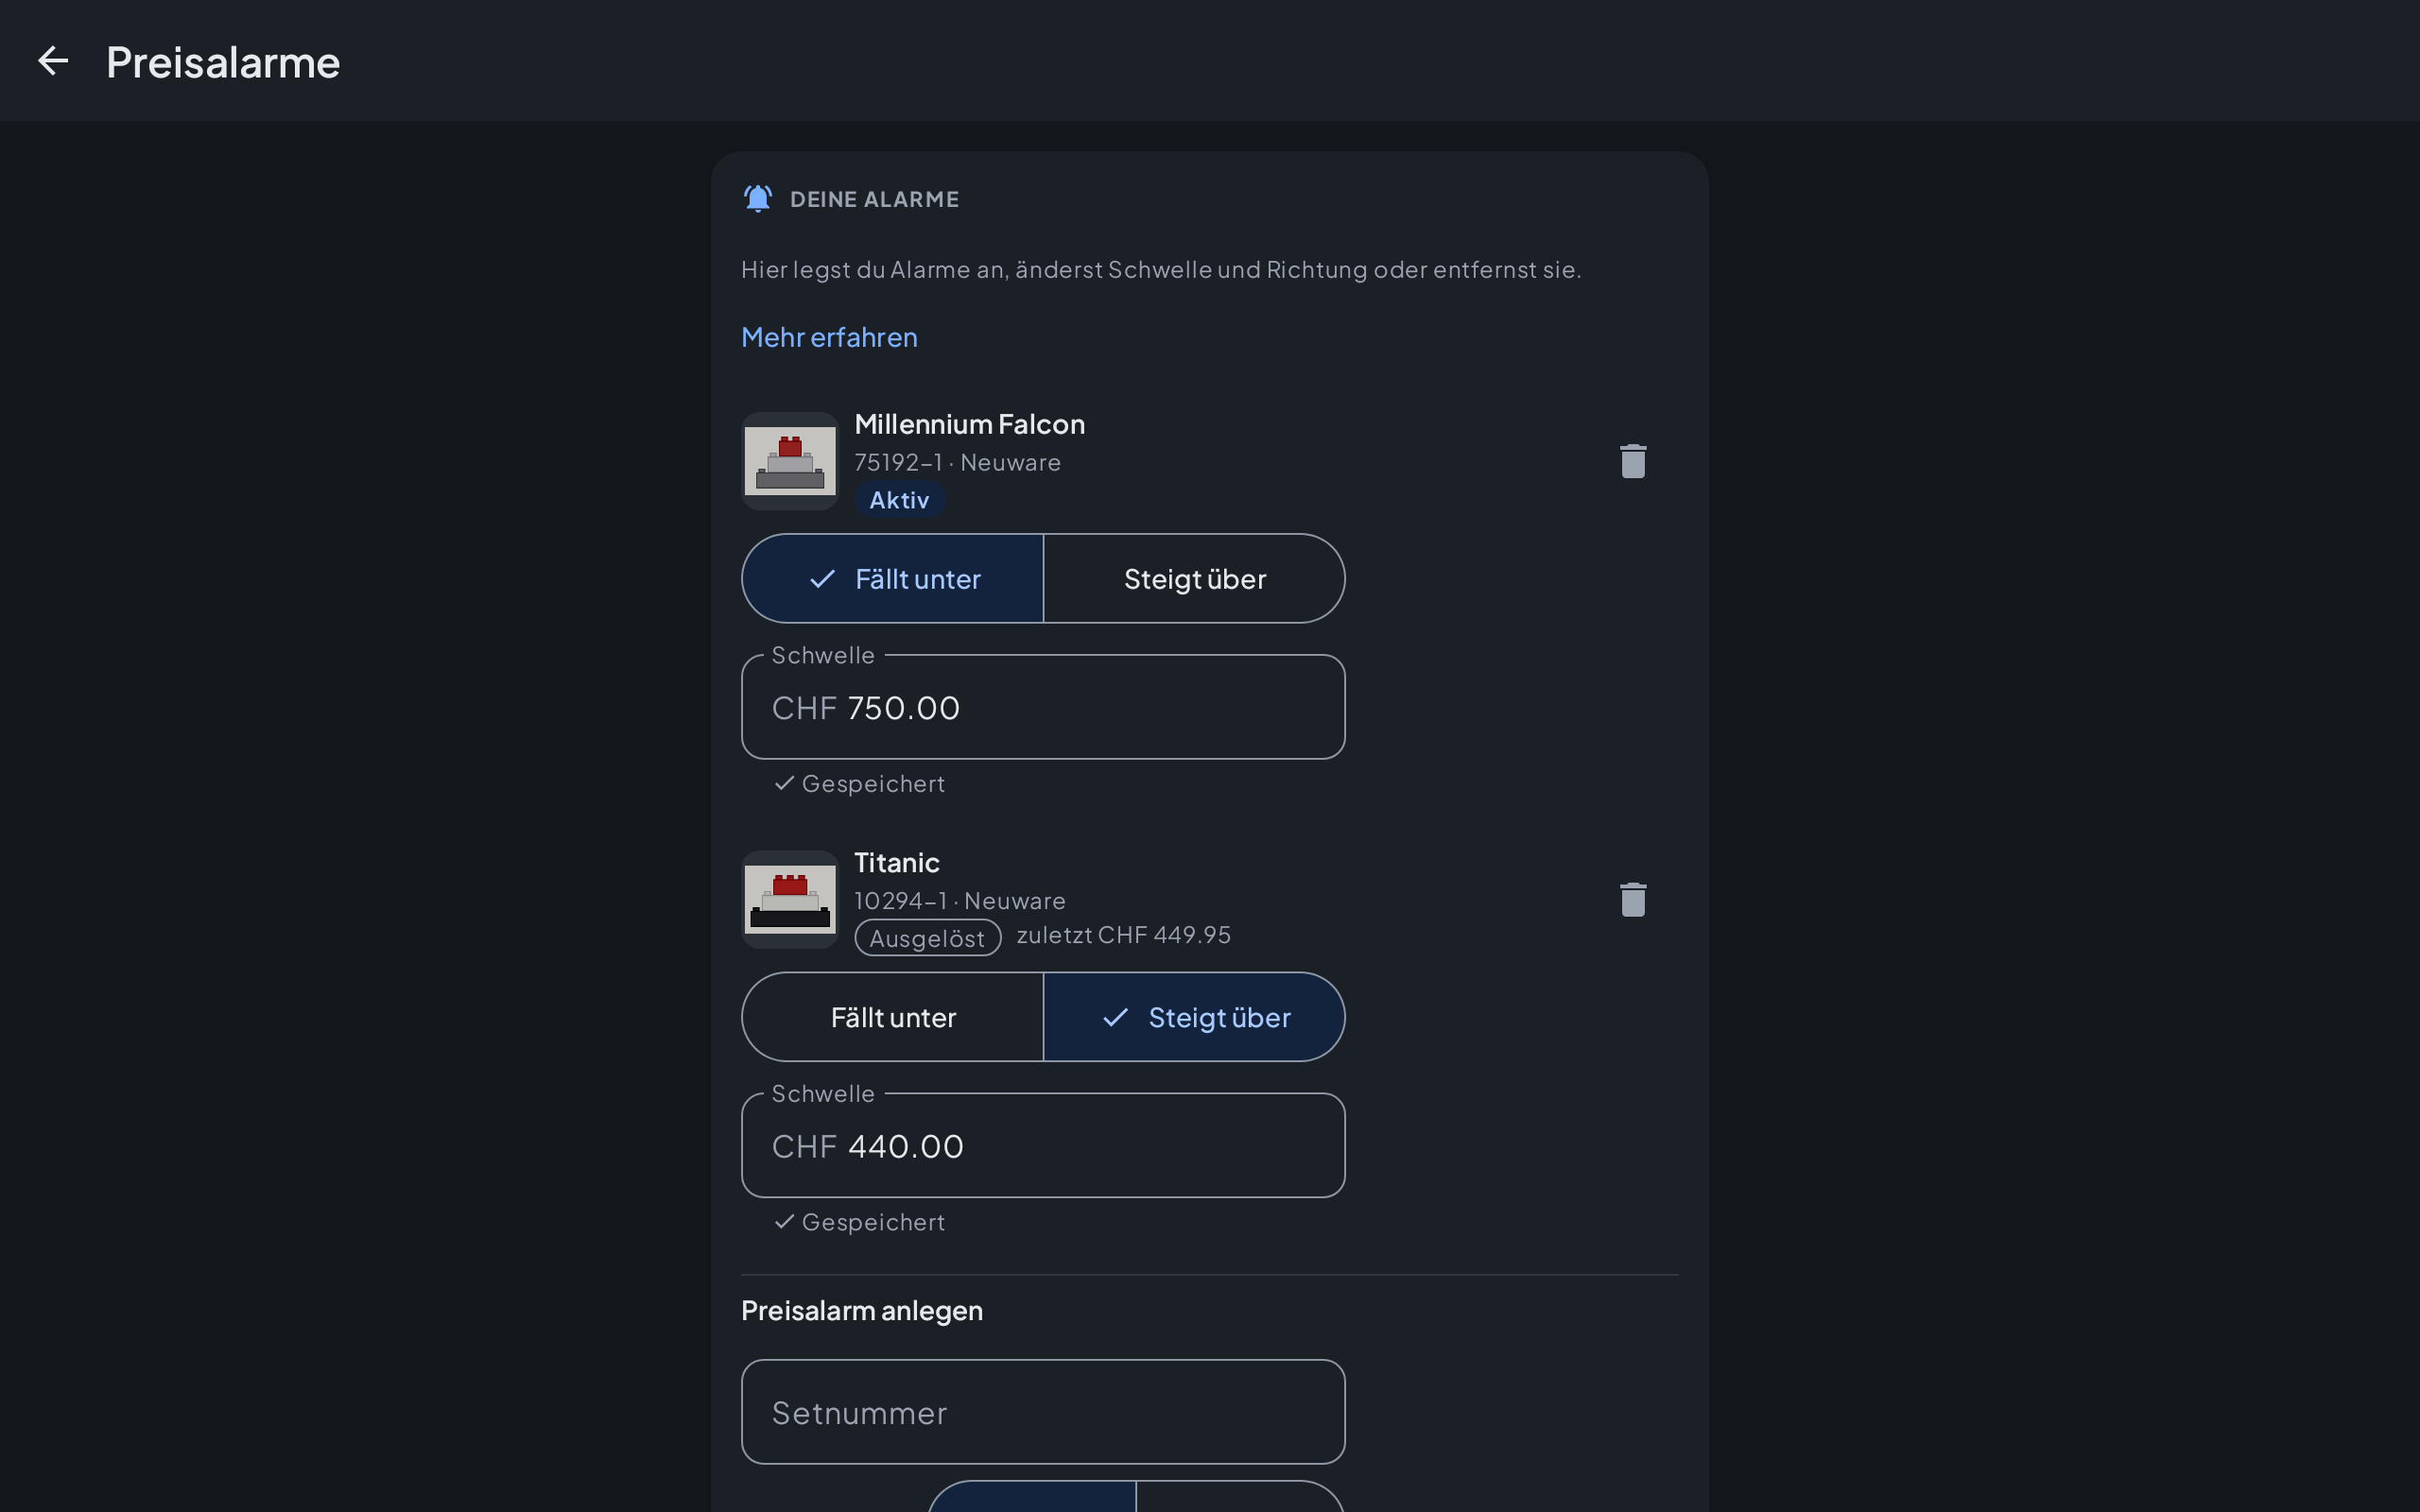 Preisalarme
DEINE ALARME
Hier legst du Alarme an, änderst Schwelle und Richtung oder entfernst sie.
Mehr erfahren
Millennium Falcon
75192-1 · Neuware
Aktiv
Fällt unter
Steigt über
Schwelle
CHF 750.00
Gespeichert
Titanic
10294-1 · Neuware
Ausgelöst zuletzt CHF 449.95
Fällt unter
Steigt über
Schwelle
CHF 440.00
Gespeichert
Preisalarm anlegen
Setnummer